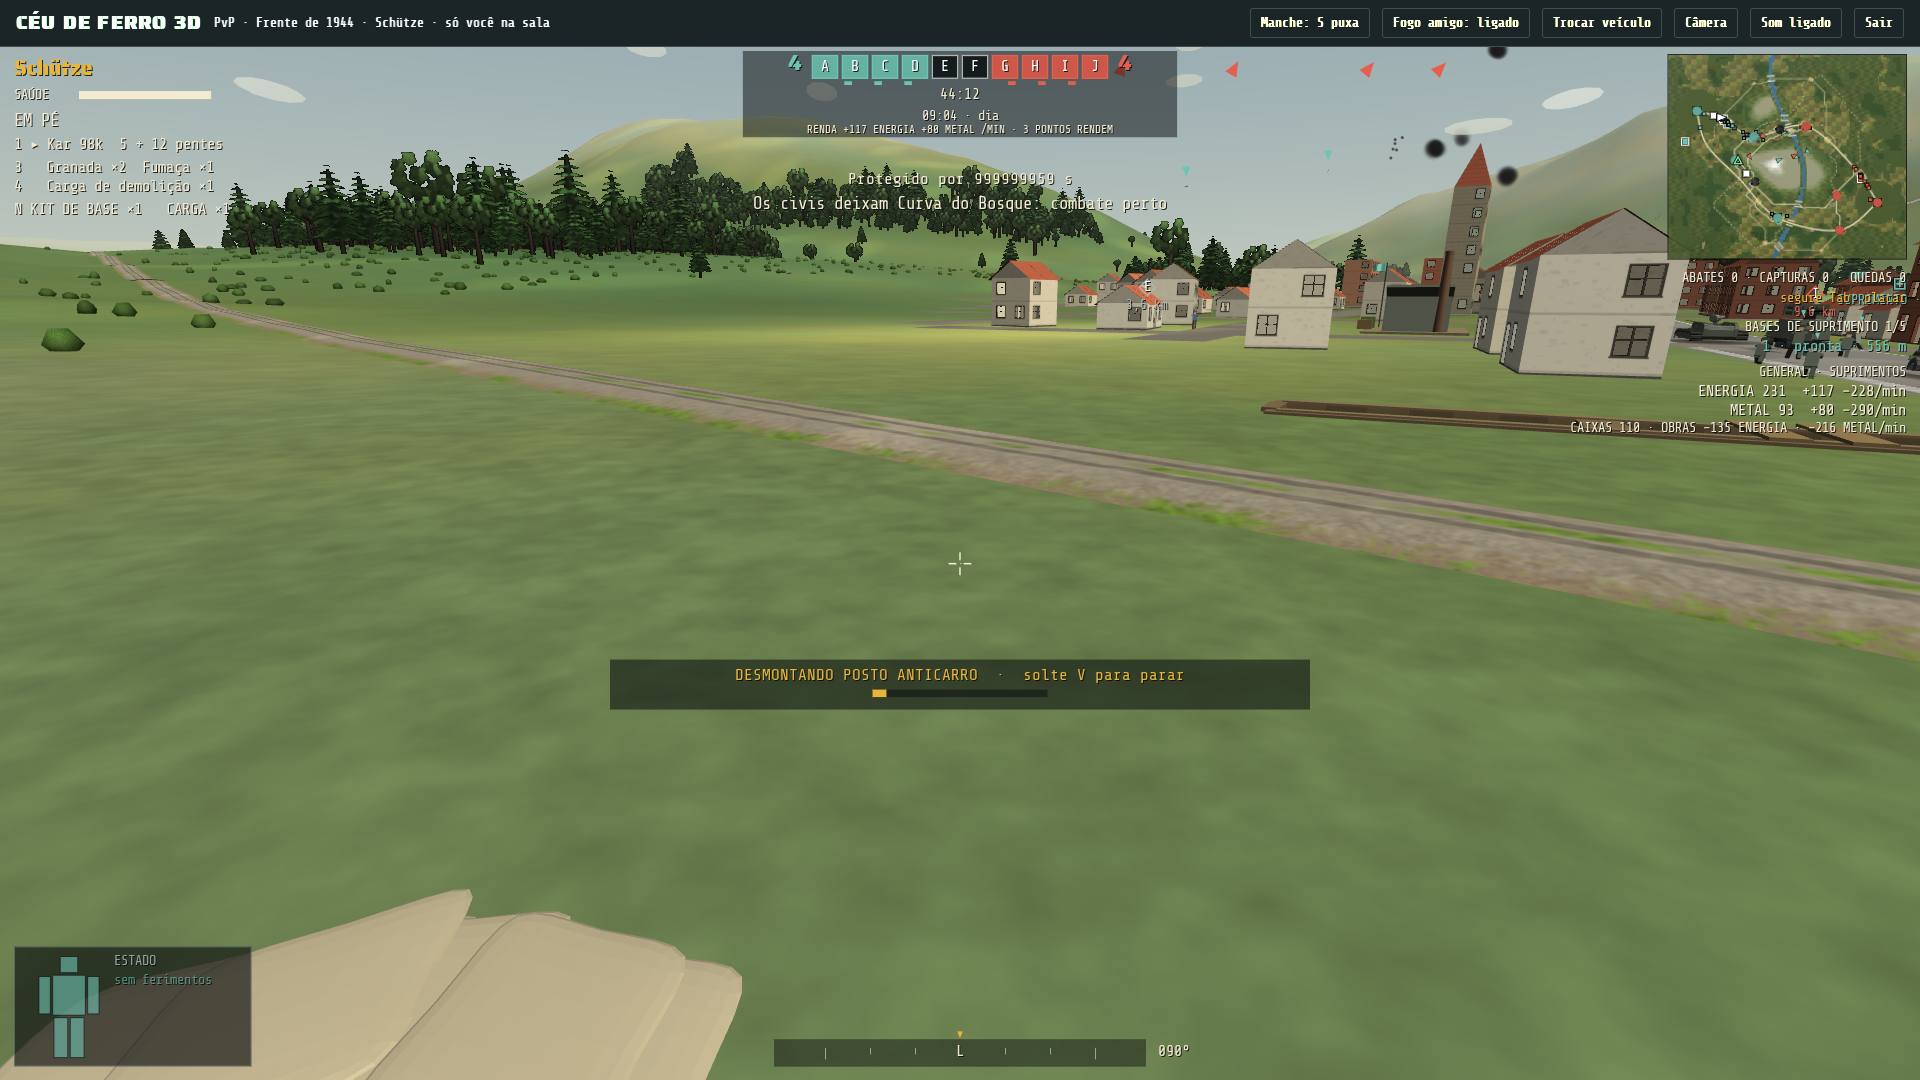 CÉU DE FERRO 3D PvP · Frente de 1944 · Schütze · só você na sala
Manche: S puxa
Fogo amigo: ligado
Trocar veículo
Câmera
Som ligado
Sair
Schütze
SAÚDE
EM PÉ
1 ▸ Kar 98k 5 + 12 pentes
3 Granada ×2 Fumaça ×1
4 Carga de demolição ×1
N KIT DE BASE ×1 CARGA ×1
4 A B C D E F G H I J 4
44:12
09:04 · dia
RENDA +117 ENERGIA +80 METAL /MIN · 3 PONTOS RENDEM
Protegido por 999999959 s
Os civis deixam Curva do Bosque: combate perto
E
ABATES 0 · CAPTURAS 0 · QUEDAS 0
segure Tab: placar
BASES DE SUPRIMENTO 1/5
1 · pronta · 556 m
GENERAL · SUPRIMENTOS
ENERGIA 231 +117 −228/min
METAL 93 +80 −290/min
CAIXAS 110 · OBRAS −135 ENERGIA · −216 METAL/min
DESMONTANDO POSTO ANTICARRO · solte V para parar
ESTADO
sem ferimentos
L
090°